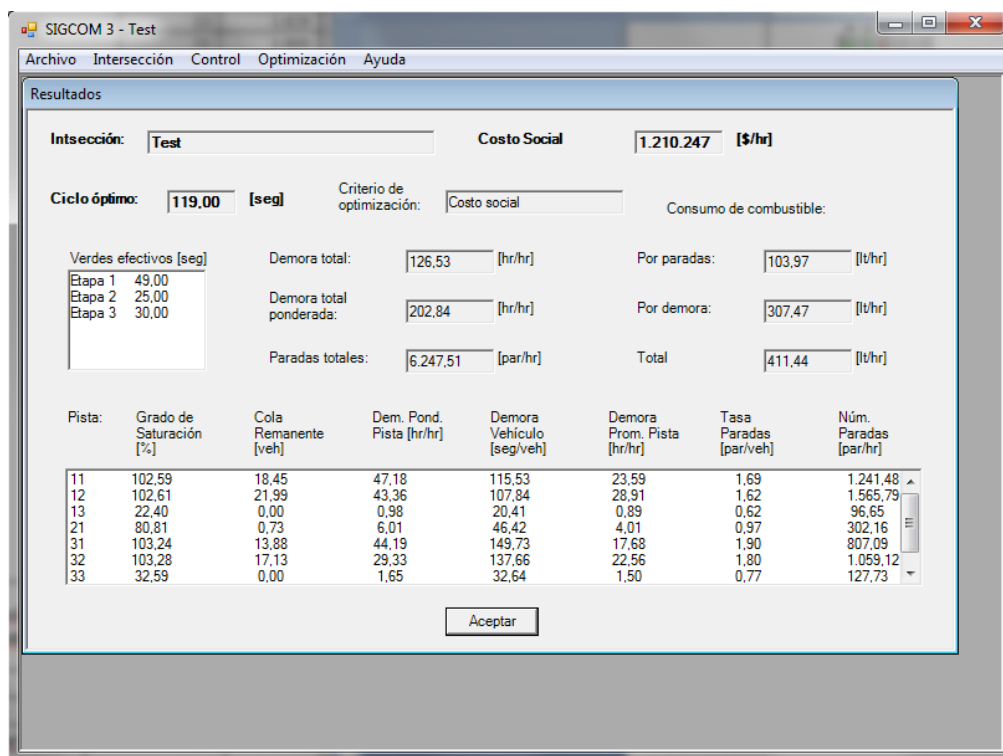 SIGCOM 3 - Test
Archivo Intersección Control Optimización Ayuda
Resultados
Intsección: Test Costo Social 1.210.247 [$/hr]
Ciclo óptimo: 119,00 [seg] Criterio de optimización: Costo social Consumo de combustible:
Verdes efectivos [seg] Demora total: 126,53 [hr/hr] Por paradas: 103,97 [lt/hr]
Etapa 1 49,00
Etapa 2 25,00 Demora total ponderada: 202,84 [hr/hr] Por demora: 307,47 [lt/hr]
Etapa 3 30,00
Paradas totales: 6.247,51 [par/hr] Total 411,44 [lt/hr]
Pista: Grado de Cola Dem. Pond. Demora Demora Tasa Núm.
Saturación Remanente Pista [hr/hr] Vehículo Prom. Pista Paradas Paradas
[%] [veh] [seg/veh] [hr/hr] [par/veh] [par/hr]
11 102,59 18,45 47,18 115,53 23,59 1,69 1.241,48
12 102,61 21,99 43,36 107,84 28,91 1,62 1.565,79
13 22,40 0,00 0,98 20,41 0,89 0,62 96,65
21 80,81 0,73 6,01 46,42 4,01 0,97 302,16
31 103,24 13,88 44,19 149,73 17,68 1,90 807,09
32 103,28 17,13 29,33 137,66 22,56 1,80 1.059,12
33 32,59 0,00 1,65 32,64 1,50 0,77 127,73
Aceptar